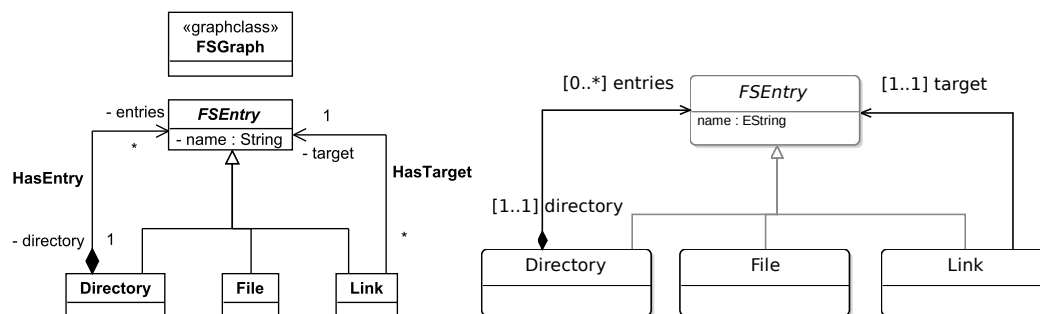 «graphclass»
FSGraph
- entries
*
FSEntry
- name : String
1
- target
HasEntry
HasTarget
- directory
1
*
Directory
File
Link
[0..*] entries
FSEntry
name : EString
[1..1] target
[1..1] directory
Directory
File
Link